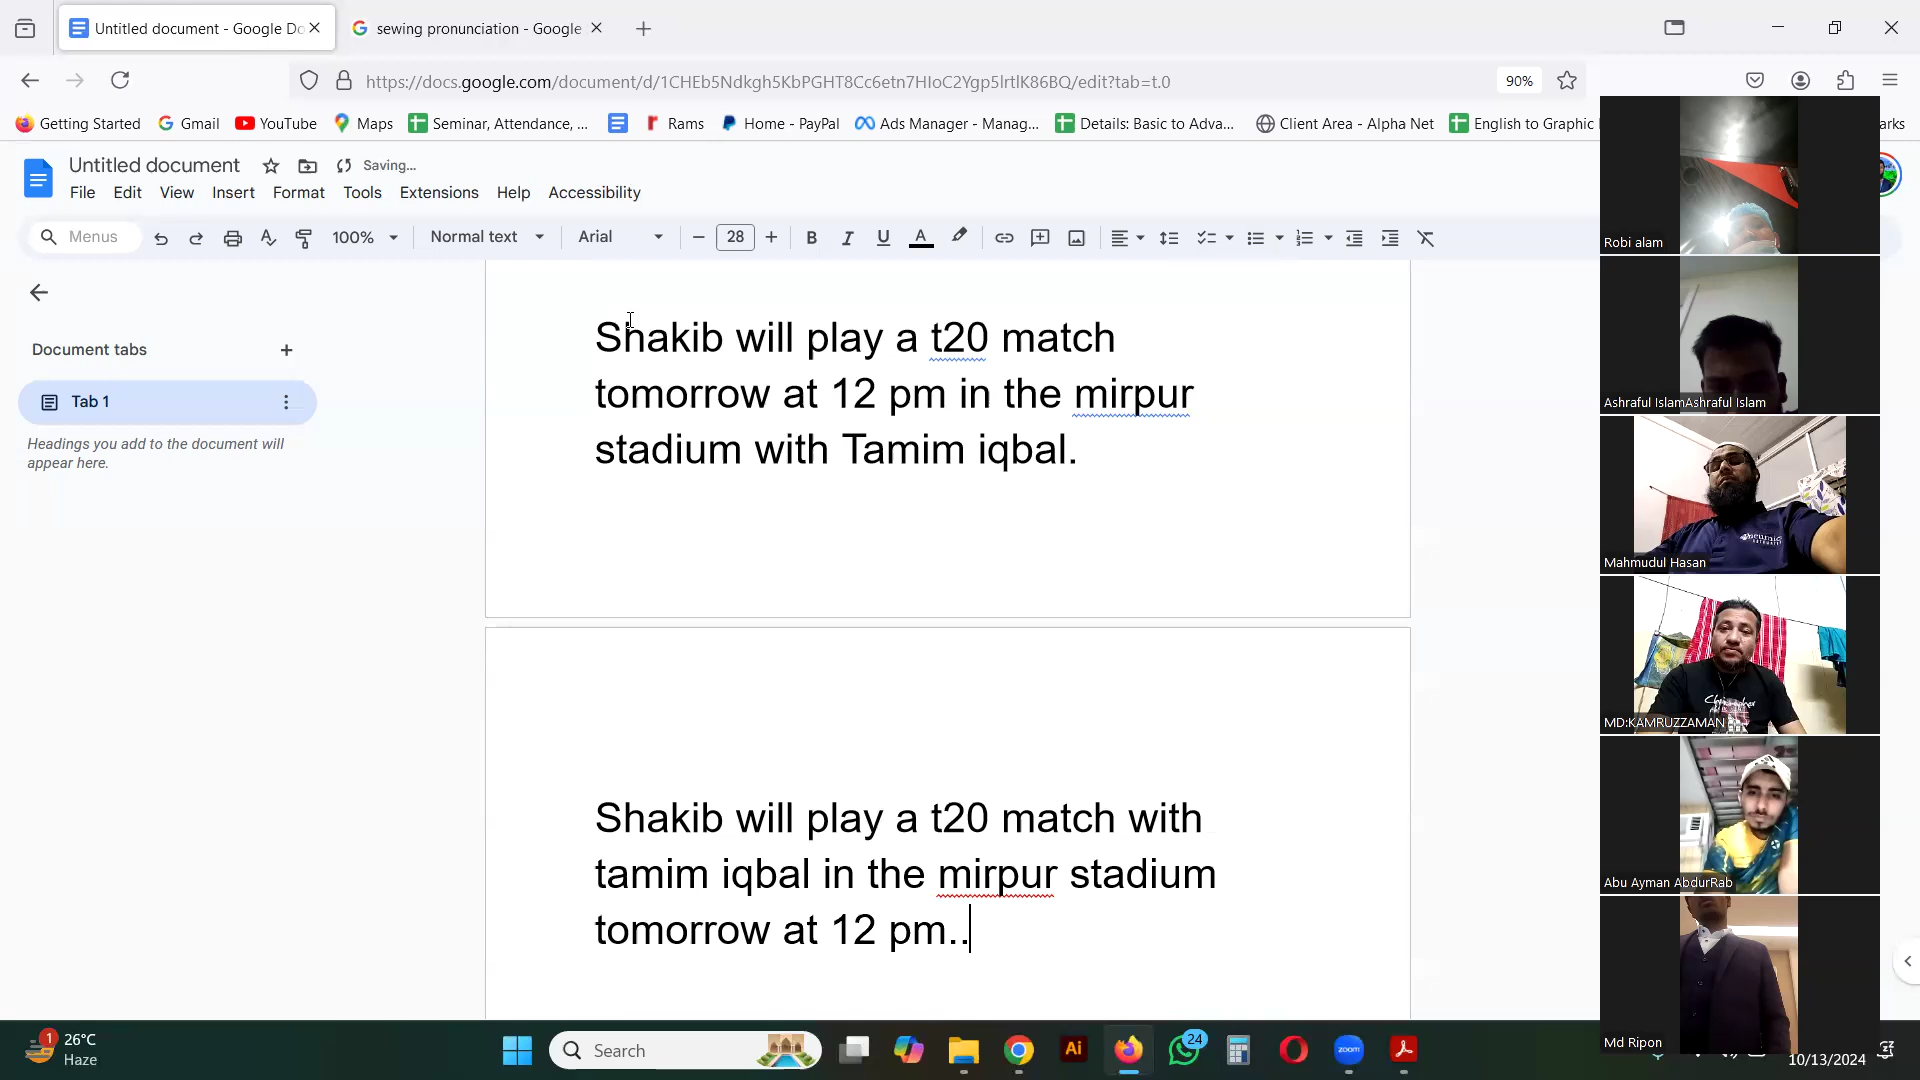 Untitled document - Google Do
sewing pronunciation - Google
https://docs.google.com/document/d/1CHEb5Ndkgh5KbPGHT8Cc6etn7HIoC2Ygp5lrtlK86BQ/edit?tab=t.0
90%
Getting Started
Gmail
YouTube
Maps
Seminar, Attendance, ...
Rams
Home - PayPal
Ads Manager - Manag...
Details: Basic to Adva...
Client Area - Alpha Net
English to Graphic
arks
Untitled document
Saving...
File Edit View Insert Format Tools Extensions Help Accessibility
Menus
100%
Normal text
Arial
28
B I U A
Document tabs
Tab 1
Headings you add to the document will
appear here.
Shakib will play a t20 match
tomorrow at 12 pm in the mirpur
stadium with Tamim iqbal.
Shakib will play a t20 match with
tamim iqbal in the mirpur stadium
tomorrow at 12 pm..
Robi alam
Ashraful IslamAshraful Islam
Mahmudul Hasan
MD:KAMRUZZAMAN
Abu Ayman AbdurRab
Md Ripon
1
26°C
Haze
Search
Ai
24
zoom
10/13/2024